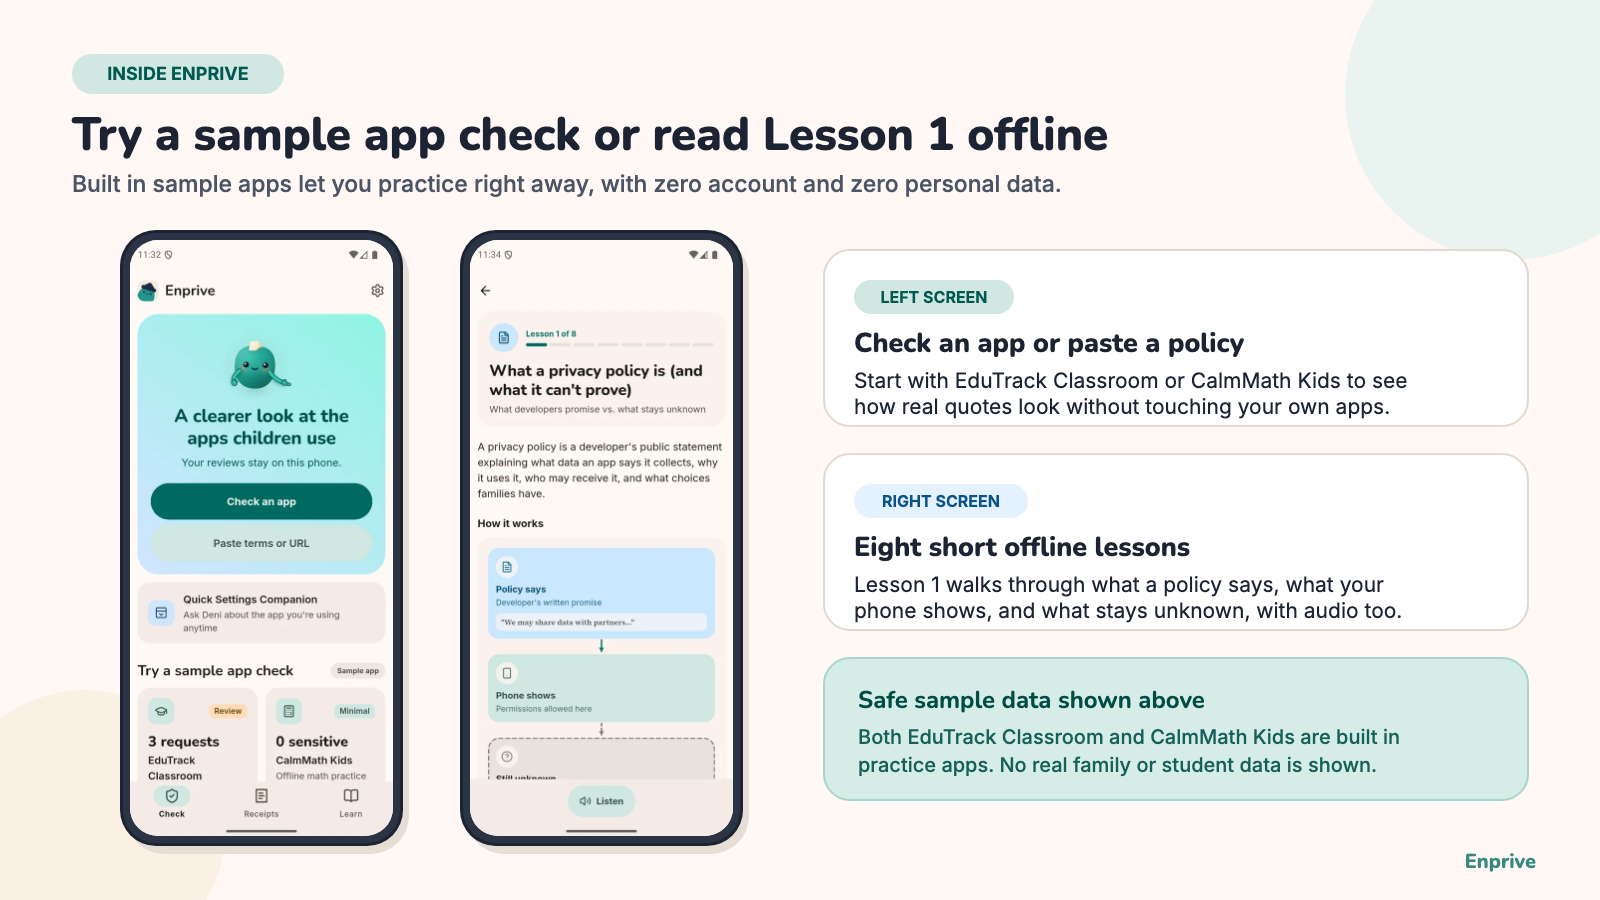 INSIDE ENPRIVE
Try a sample app check or read Lesson 1 offline
Built in sample apps let you practice right away, with zero account and zero personal data.
11:32
Enprive
A clearer look at the
apps children use
Your reviews stay on this phone.
Check an app
Paste terms or URL
Quick Settings Companion
Ask Deni about the app you're using
anytime
Try a sample app check
Sample app
Review
3 requests
EduTrack
Classroom
Minimal
0 sensitive
CalmMath Kids
Offline math practice
Check
Receipts
Learn
11:34
Lesson 1 of 8
What a privacy policy is (and
what it can't prove)
What developers promise vs. what stays unknown
A privacy policy is a developer's public statement
explaining what data an app says it collects, why
it uses it, who may receive it, and what choices
families have.
How it works
Policy says
Developer's written promise
"We may share data with partners..."
Phone shows
Permissions allowed here
Still unknown
Listen
LEFT SCREEN
Check an app or paste a policy
Start with EduTrack Classroom or CalmMath Kids to see
how real quotes look without touching your own apps.
RIGHT SCREEN
Eight short offline lessons
Lesson 1 walks through what a policy says, what your
phone shows, and what stays unknown, with audio too.
Safe sample data shown above
Both EduTrack Classroom and CalmMath Kids are built in
practice apps. No real family or student data is shown.
Enprive